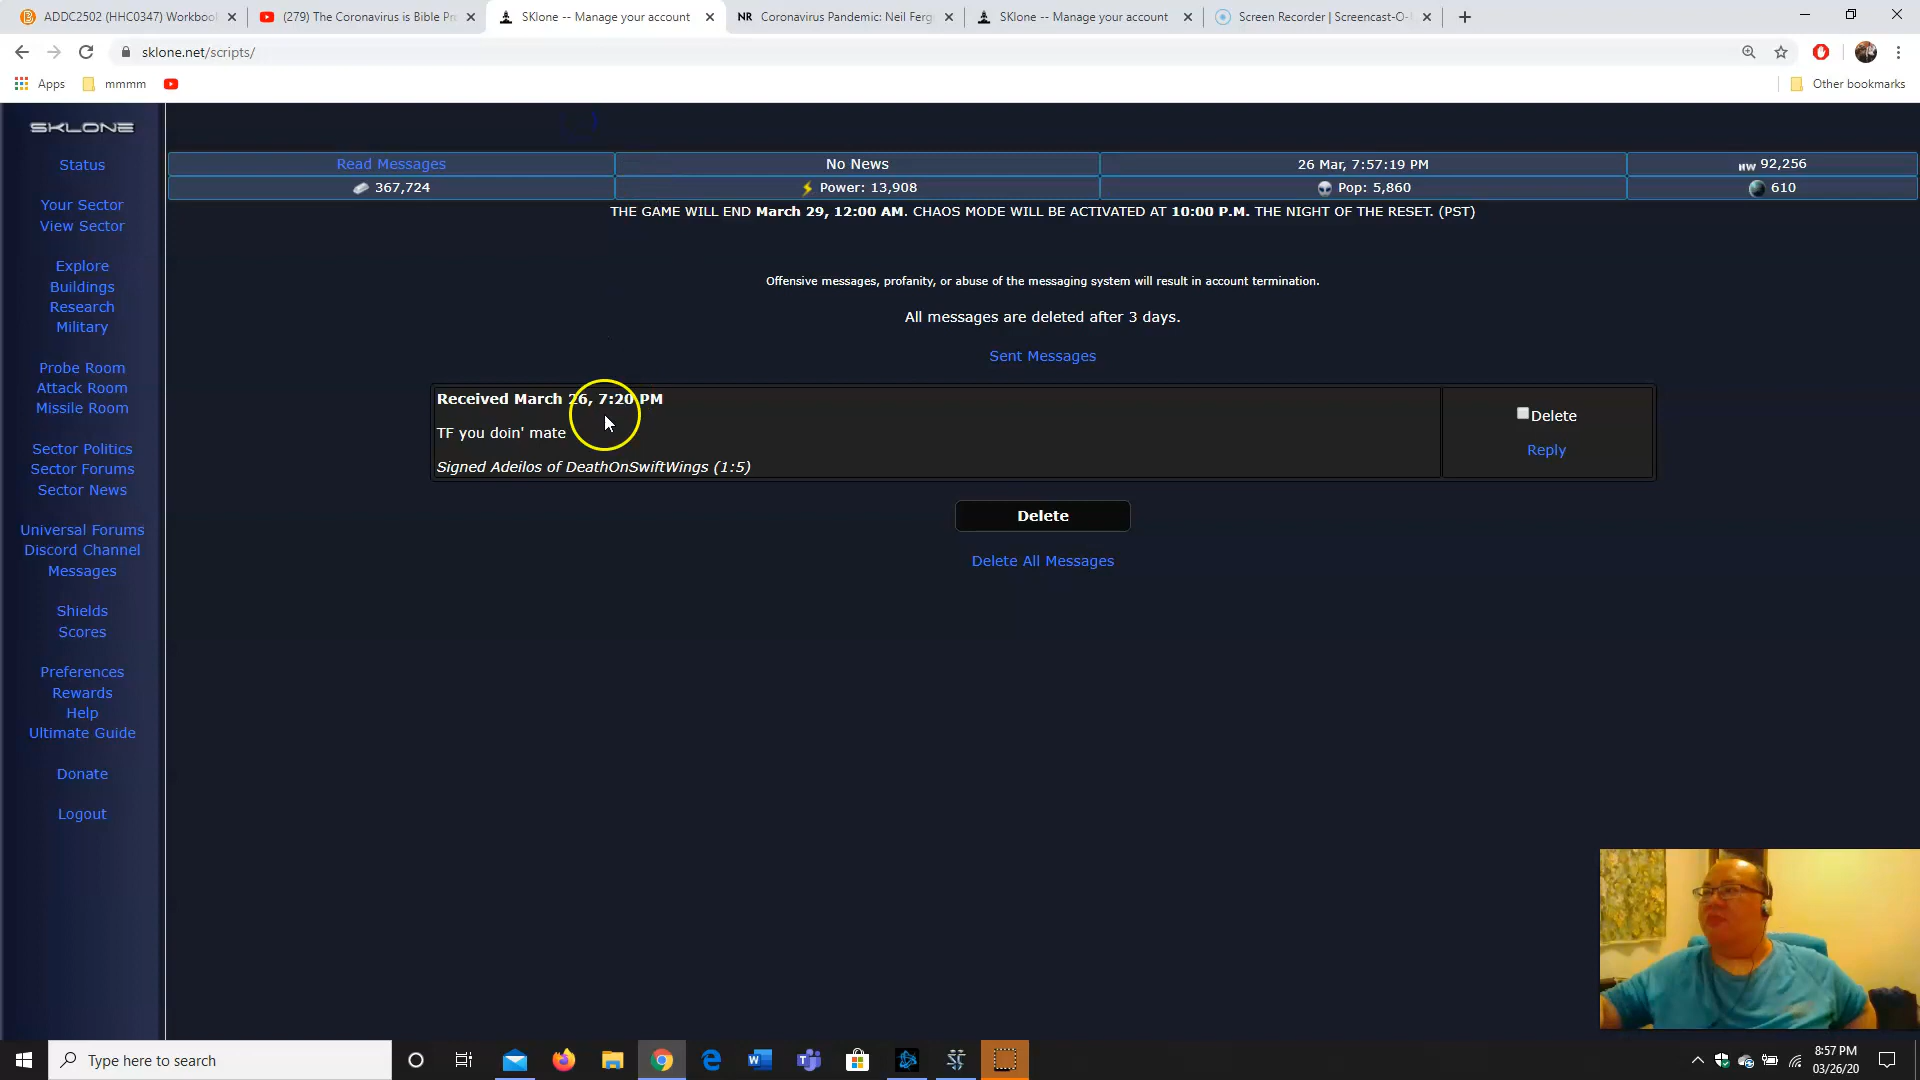 ADDC2502 (HHC0347) Workboo
(279) The Coronavirus is Bible Pr
SKlone -- Manage your account
NR Coronavirus Pandemic: Neil Ferg
SKlone -- Manage your account
Screen Recorder | Screencast-O-
sklone.net/scripts/
Apps
mmmm
Other bookmarks
SKLONE
Status
Your Sector
View Sector
Explore
Buildings
Research
Military
Probe Room
Attack Room
Missile Room
Sector Politics
Sector Forums
Sector News
Universal Forums
Discord Channel
Messages
Shields
Scores
Preferences
Rewards
Help
Ultimate Guide
Donate
Logout
Read Messages
No News
26 Mar, 7:57:19 PM
NW 92,256
367,724
Power: 13,908
Pop: 5,860
610
THE GAME WILL END March 29, 12:00 AM. CHAOS MODE WILL BE ACTIVATED AT 10:00 P.M. THE NIGHT OF THE RESET. (PST)
Offensive messages, profanity, or abuse of the messaging system will result in account termination.
All messages are deleted after 3 days.
Sent Messages
Received March 26, 7:20 PM
TF you doin' mate
Signed Adeilos of DeathOnSwiftWings (1:5)
Delete
Reply
Delete
Delete All Messages
Type here to search
8:57 PM
03/26/20